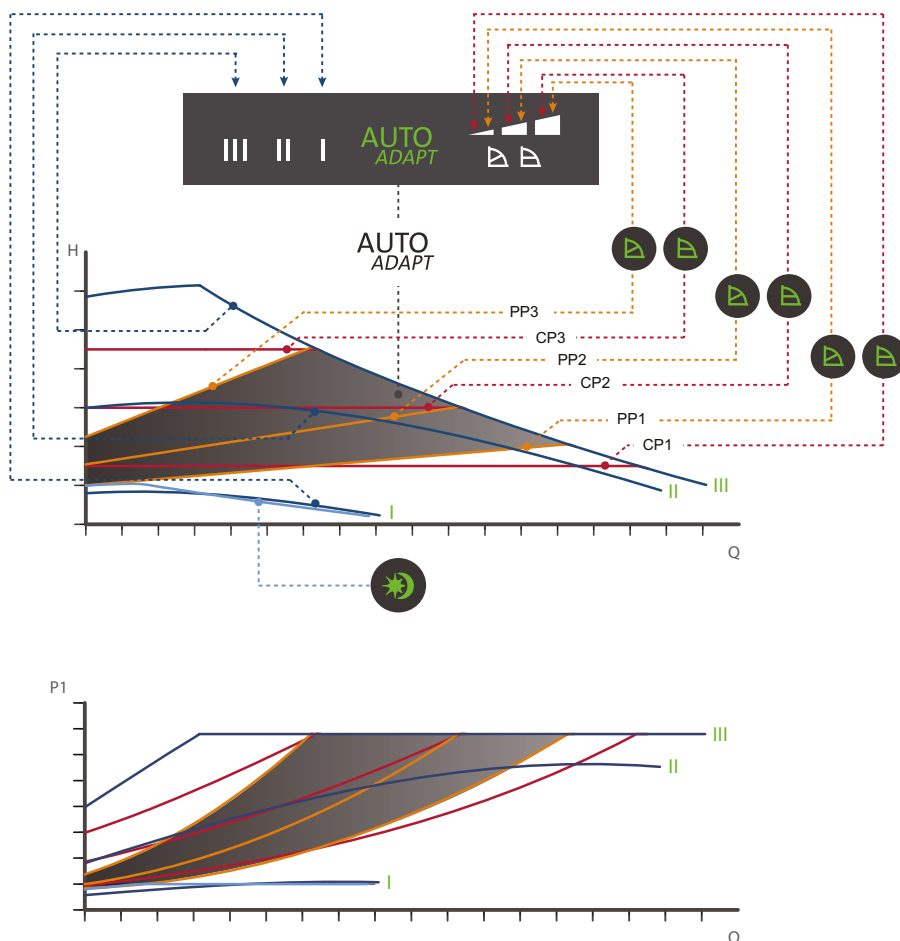 III II I AUTO
ADAPT
AUTO
ADAPT
H
PP3
CP3
PP2
CP2
PP1
CP1
III
II
I
Q
P1
III
II
I
Q